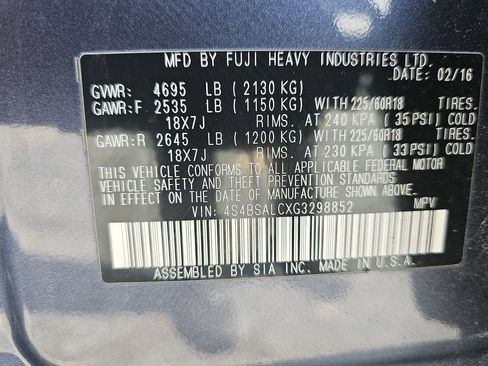 MFD BY FUJI HEAVY INDUSTRIES LTD.
DATE: 02/16
GVWR: 4695 LB ( 2130 KG)
GAWR:F 2535 LB ( 1150 KG) WITH 225/60R18 TIRES.
18X7J RIMS. AT 240 KPA ( 35 PSI) COLD
GAWR:R 2645 LB ( 1200 KG) WITH 225/60R18 TIRES.
18X7J RIMS. AT 230 KPA ( 33 PSI) COLD
THIS VEHICLE CONFORMS TO ALL APPLICABLE FEDERAL MOTOR
VEHICLE SAFETY AND THEFT PREVENTION STANDARDS IN
EFFECT ON THE DATE OF MANUFACTURE SHOWN ABOVE.
VIN: 4S4BSALCXG3298852 MPV
ASSEMBLED BY SIA INC. MADE IN U.S.A.